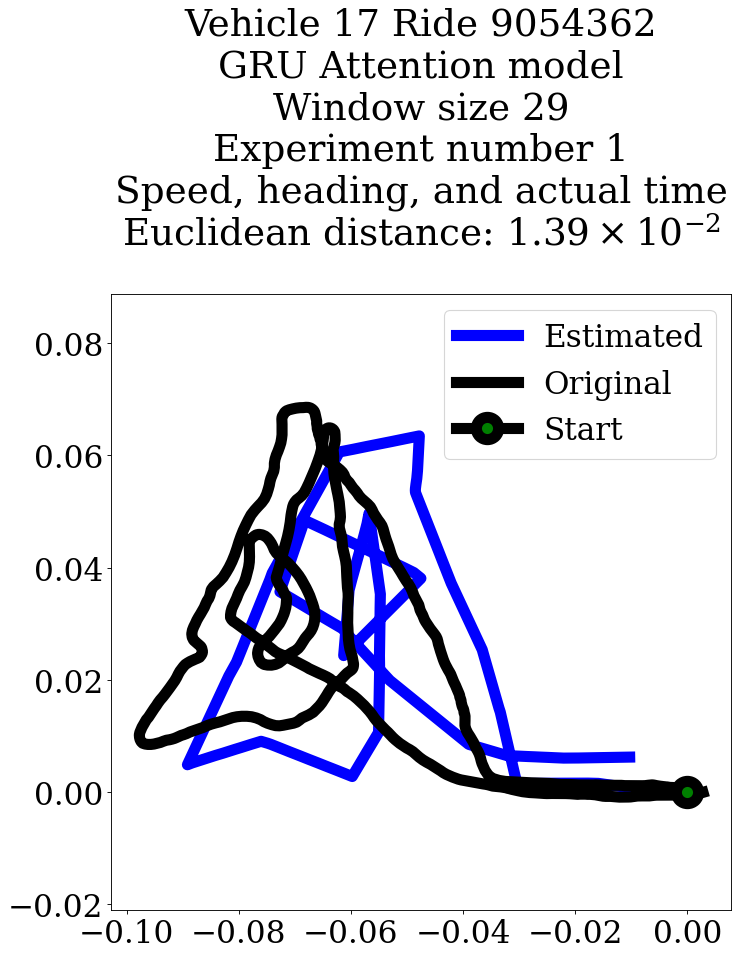 Vehicle 17 Ride 9054362
GRU Attention model
Window size 29
Experiment number 1
Speed, heading, and actual time
Euclidean distance: 1.39 × 10⁻²
Estimated
Original
Start
0.08
0.06
0.04
0.02
0.00
−0.02
−0.10 −0.08 −0.06 −0.04 −0.02 0.00